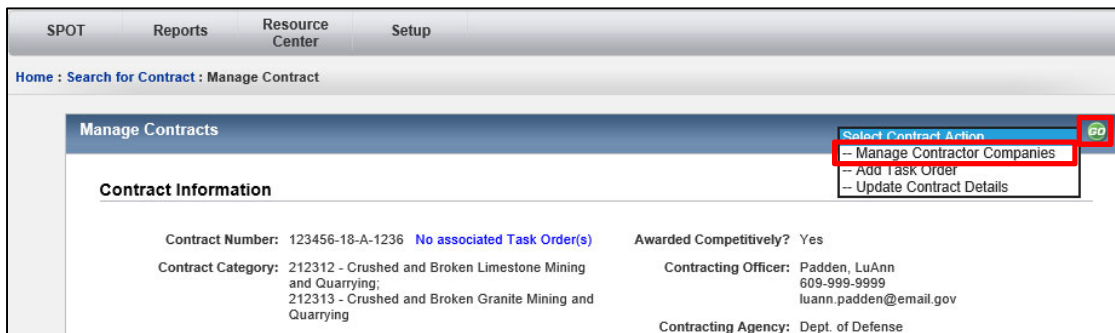 SPOT Reports Resource Center Setup
Home : Search for Contract : Manage Contract
Manage Contracts
Select Contract Action
GO
-- Manage Contractor Companies
-- Add Task Order
-- Update Contract Details
Contract Information
Contract Number: 123456-18-A-1236 No associated Task Order(s)
Contract Category: 212312 - Crushed and Broken Limestone Mining
and Quarrying;
212313 - Crushed and Broken Granite Mining and
Quarrying
Awarded Competitively? Yes
Contracting Officer: Padden, LuAnn
609-999-9999
luann.padden@email.gov
Contracting Agency: Dept. of Defense